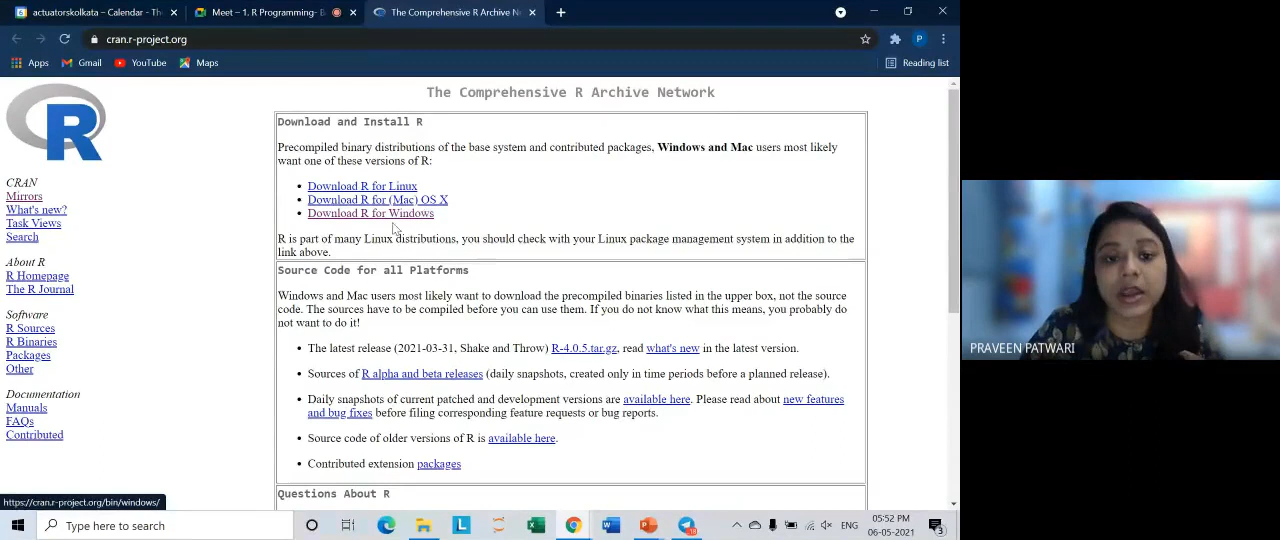 actuatorskolkata – Calendar - Th
Meet – 1. R Programming- B
The Comprehensive R Archive Net
cran.r-project.org
P
Apps
Gmail
YouTube
Maps
Reading list
R
CRAN
Mirrors
What's new?
Task Views
Search
About R
R Homepage
The R Journal
Software
R Sources
R Binaries
Packages
Other
Documentation
Manuals
FAQs
Contributed
The Comprehensive R Archive Network
Download and Install R
Precompiled binary distributions of the base system and contributed packages, Windows and Mac users most likely
want one of these versions of R:
Download R for Linux
Download R for (Mac) OS X
Download R for Windows
R is part of many Linux distributions, you should check with your Linux package management system in addition to the
link above.
Source Code for all Platforms
Windows and Mac users most likely want to download the precompiled binaries listed in the upper box, not the source
code. The sources have to be compiled before you can use them. If you do not know what this means, you probably do
not want to do it!
The latest release (2021-03-31, Shake and Throw) R-4.0.5.tar.gz, read what's new in the latest version.
Sources of R alpha and beta releases (daily snapshots, created only in time periods before a planned release).
Daily snapshots of current patched and development versions are available here. Please read about new features
and bug fixes before filing corresponding feature requests or bug reports.
Source code of older versions of R is available here.
Contributed extension packages
Questions About R
https://cran.r-project.org/bin/windows/
PRAVEEN PATWARI
Type here to search
ENG
05:52 PM
06-05-2021
3